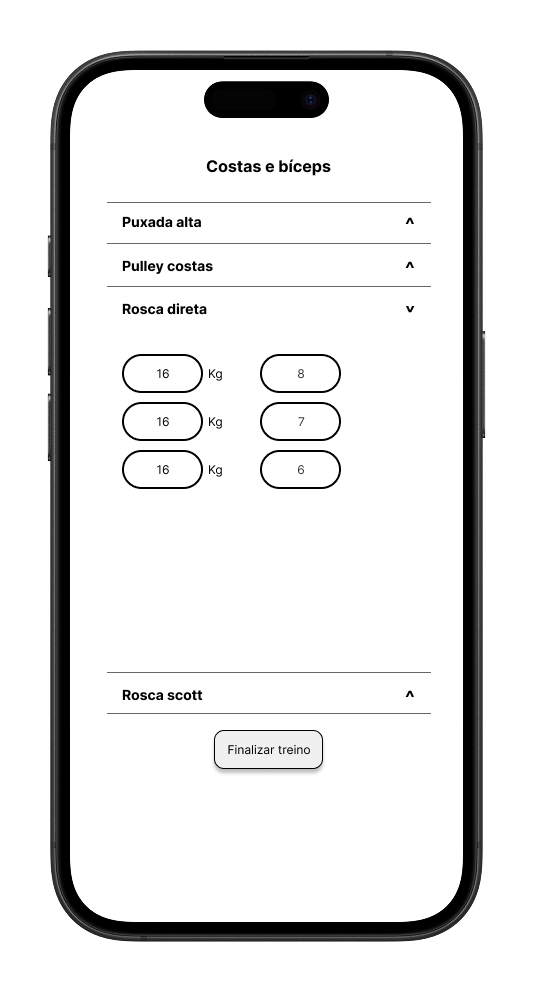 Costas e bíceps
Puxada alta ^
Pulley costas ^
Rosca direta v
16 Kg 8
16 Kg 7
16 Kg 6
Rosca scott ^
Finalizar treino